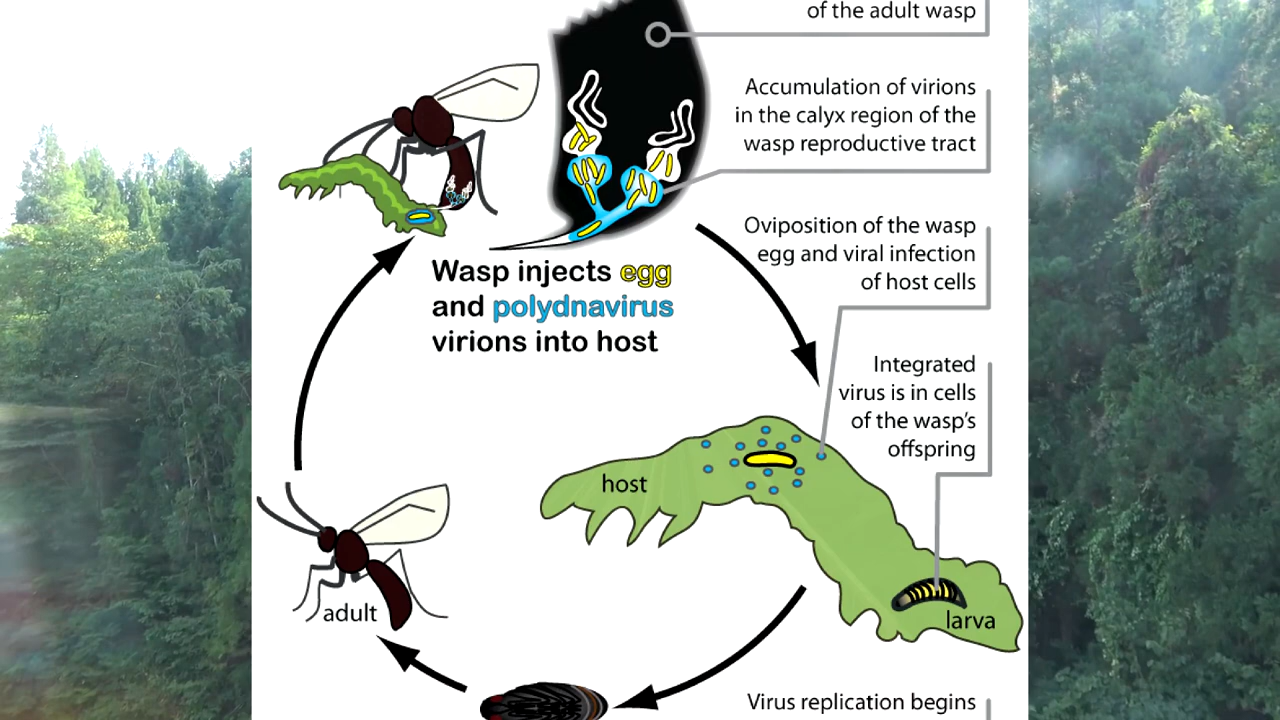 of the adult wasp
Accumulation of virions
in the calyx region of the
wasp reproductive tract
Oviposition of the wasp
egg and viral infection
of host cells
Wasp injects egg
and polydnavirus
virions into host
Integrated
virus is in cells
of the wasp’s
offspring
host
larva
adult
Virus replication begins